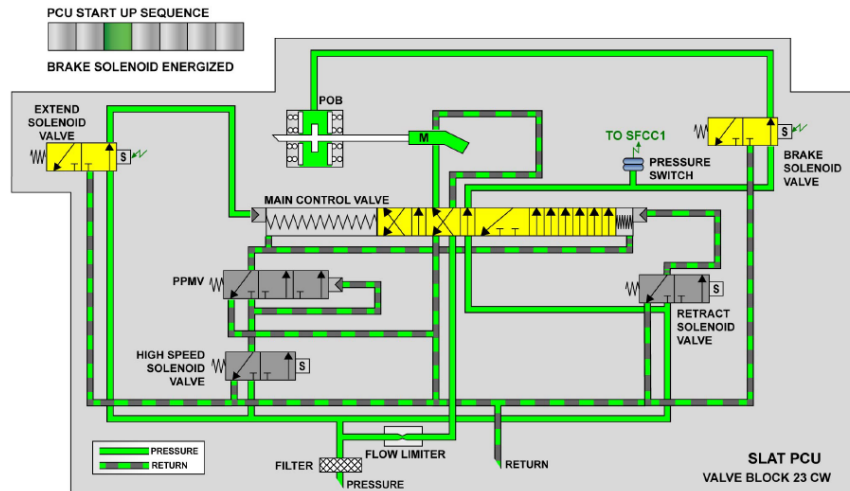 PCU START UP SEQUENCE
BRAKE SOLENOID ENERGIZED
EXTEND
SOLENOID
VALVE
S
POB
M
TO SFCC1
PRESSURE
SWITCH
S
BRAKE
SOLENOID
VALVE
MAIN CONTROL VALVE
PPMV
S
RETRACT
SOLENOID
VALVE
HIGH SPEED
SOLENOID
VALVE
S
PRESSURE
RETURN
FLOW LIMITER
FILTER
PRESSURE
RETURN
SLAT PCU
VALVE BLOCK 23 CW